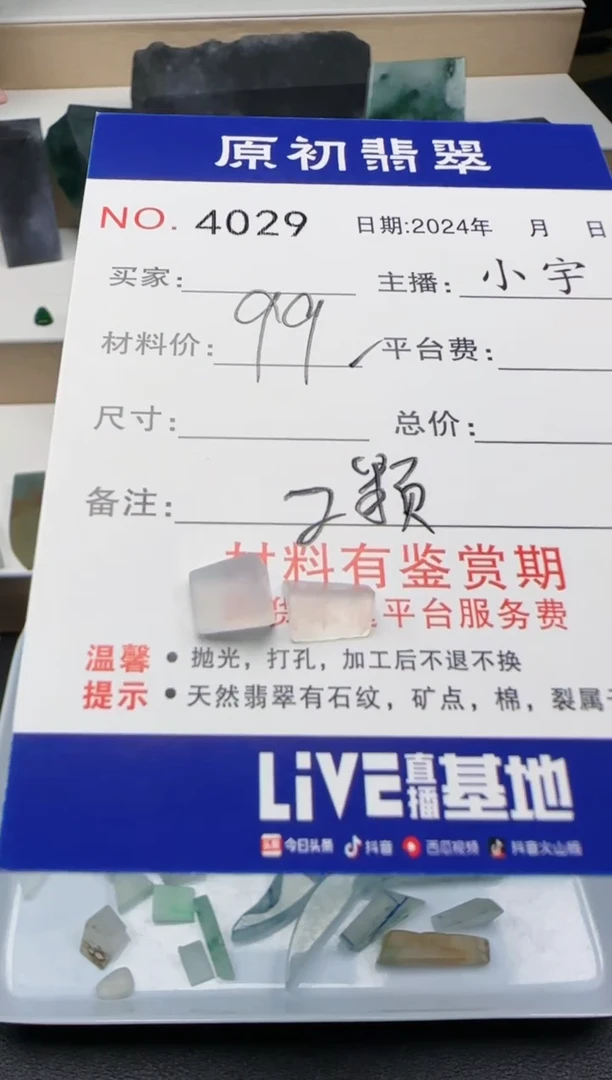 原初翡翠
NO. 4029 日期:2024年 月 日
买家: 主播: 小宇
材料价: 99 平台费:
尺寸: 总价:
备注: 2颗
材料有鉴赏期
平台服务费
温馨 • 抛光，打孔，加工后不退不换
提示 • 天然翡翠有石纹，矿点，棉，裂属
LiVE直播基地
头条 今日头条 抖音 西瓜视频 抖音火山版